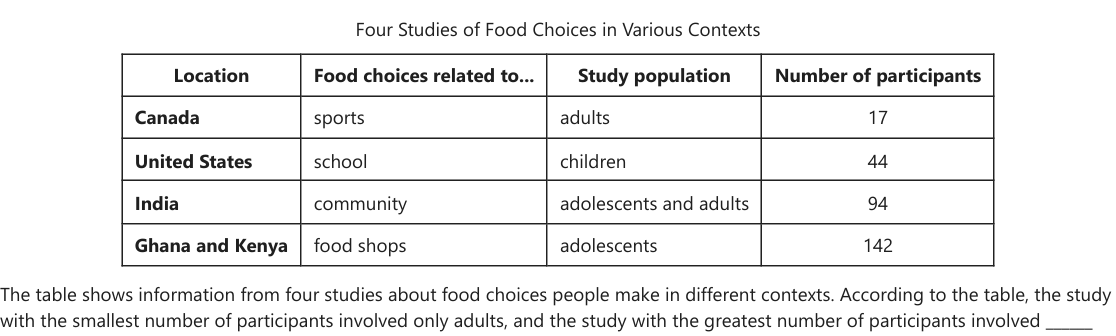 Four Studies of Food Choices in Various Contexts
Location Food choices related to... Study population Number of participants
Canada sports adults 17
United States school children 44
India community adolescents and adults 94
Ghana and Kenya food shops adolescents 142
The table shows information from four studies about food choices people make in different contexts. According to the table, the study
with the smallest number of participants involved only adults, and the study with the greatest number of participants involved _____